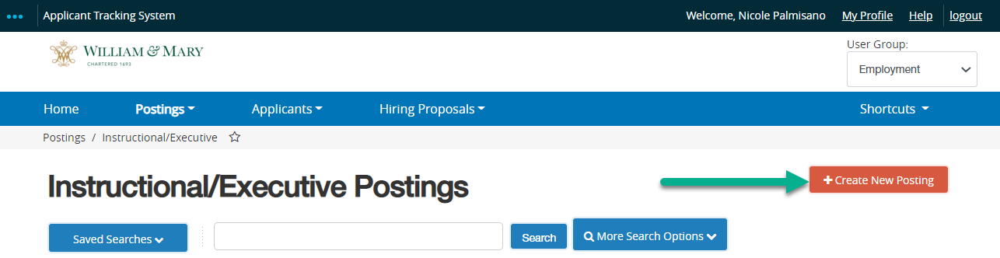 Applicant Tracking System Welcome, Nicole Palmisano My Profile Help logout
WILLIAM & MARY
CHARTERED 1693
User Group:
Employment
Home Postings Applicants Hiring Proposals Shortcuts
Postings / Instructional/Executive
Instructional/Executive Postings
+ Create New Posting
Saved Searches Search More Search Options